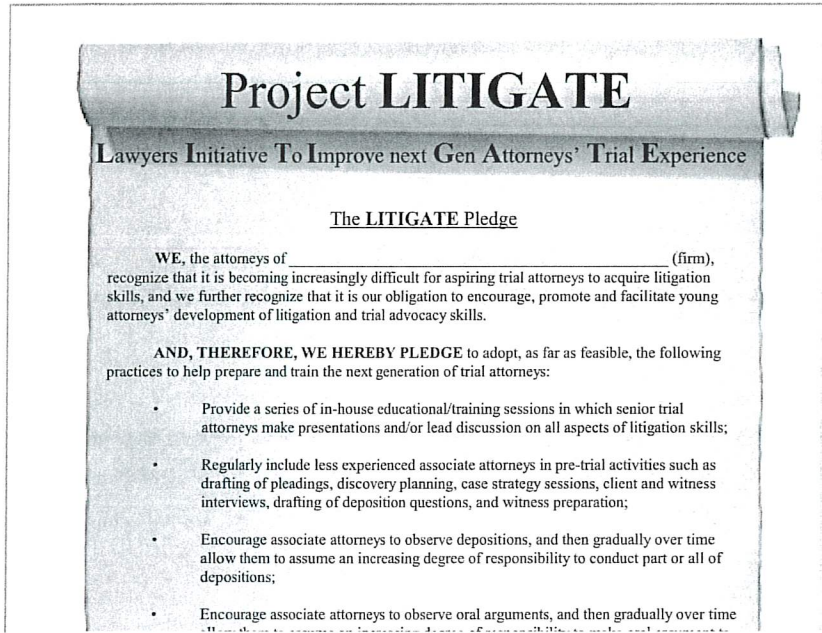 Project LITIGATE
Lawyers Initiative To Improve next Gen Attorneys' Trial Experience
The LITIGATE Pledge
WE, the attorneys of ______________________________________________ (firm),
recognize that it is becoming increasingly difficult for aspiring trial attorneys to acquire litigation
skills, and we further recognize that it is our obligation to encourage, promote and facilitate young
attorneys' development of litigation and trial advocacy skills.
AND, THEREFORE, WE HEREBY PLEDGE to adopt, as far as feasible, the following
practices to help prepare and train the next generation of trial attorneys:
• Provide a series of in-house educational/training sessions in which senior trial
attorneys make presentations and/or lead discussion on all aspects of litigation skills;
• Regularly include less experienced associate attorneys in pre-trial activities such as
drafting of pleadings, discovery planning, case strategy sessions, client and witness
interviews, drafting of deposition questions, and witness preparation;
• Encourage associate attorneys to observe depositions, and then gradually over time
allow them to assume an increasing degree of responsibility to conduct part or all of
depositions;
• Encourage associate attorneys to observe oral arguments, and then gradually over time